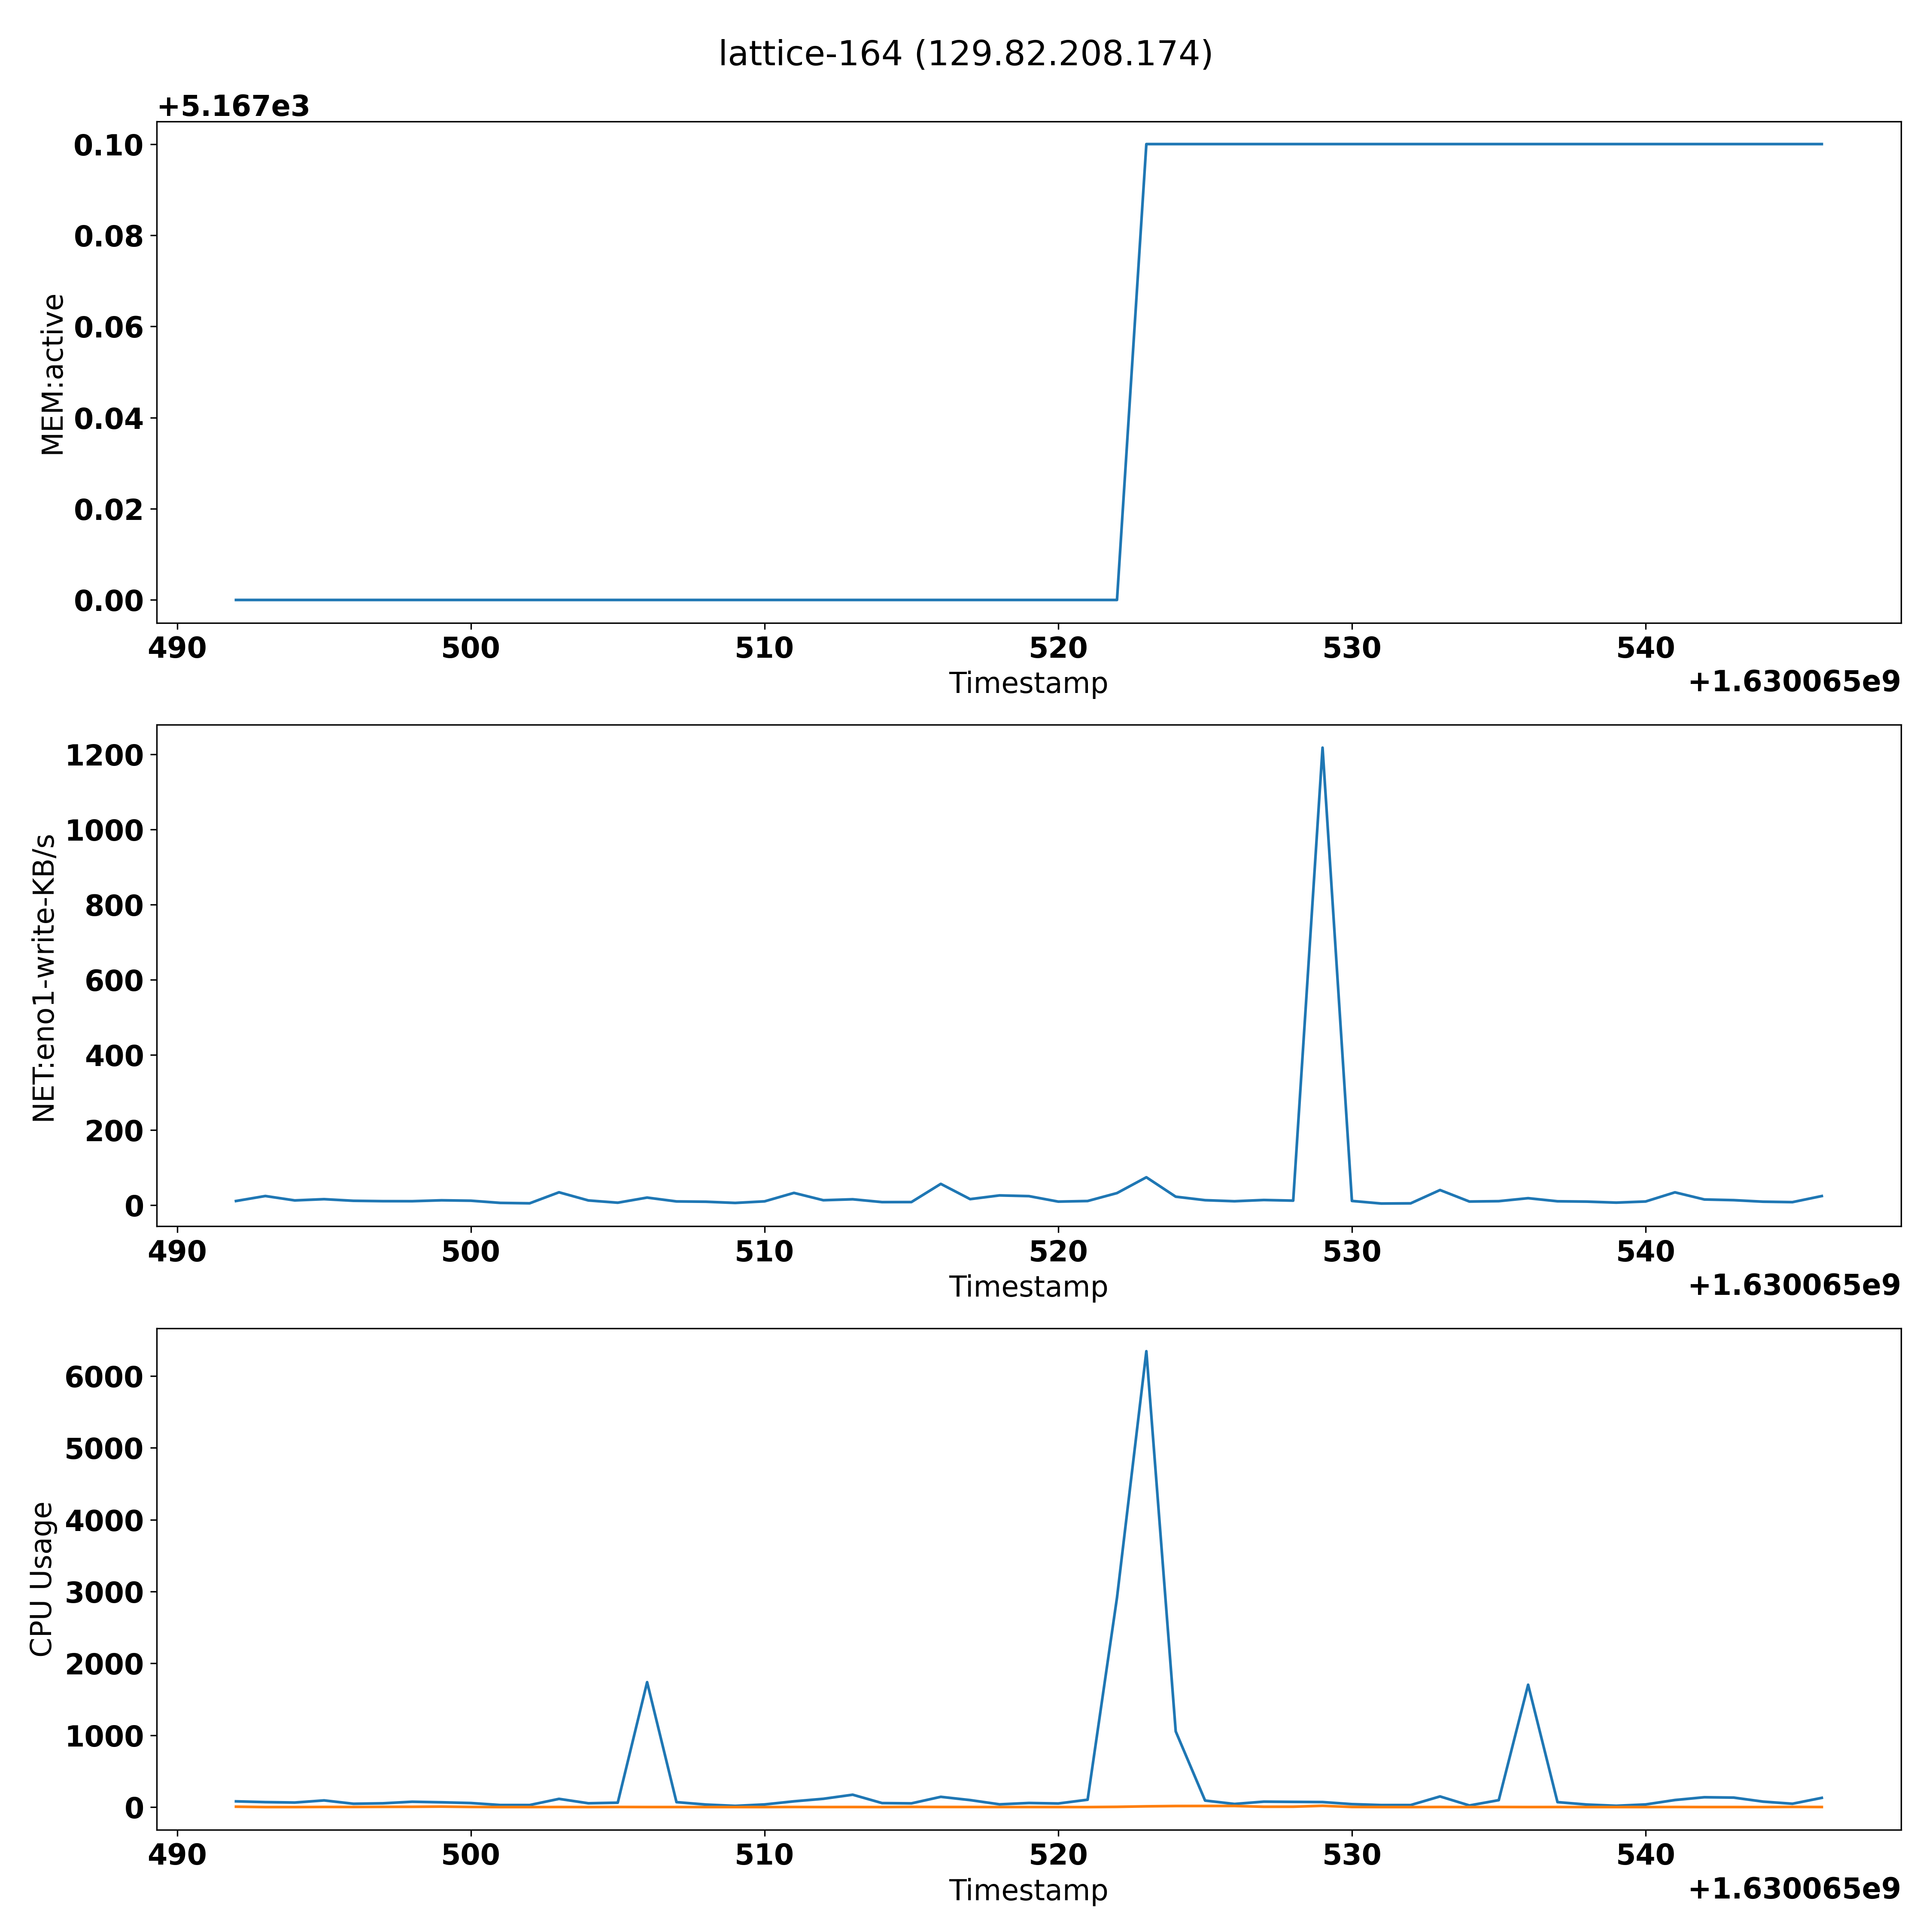 lattice-164 (129.82.208.174)
+5.167e3
0.10
0.08
0.06
0.04
0.02
0.00
MEM:active
490 500 510 520 530 540
Timestamp
+1.630065e9
1200
1000
800
600
400
200
0
NET:eno1-write-KB/s
490 500 510 520 530 540
Timestamp
+1.630065e9
6000
5000
4000
3000
2000
1000
0
CPU Usage
490 500 510 520 530 540
Timestamp
+1.630065e9